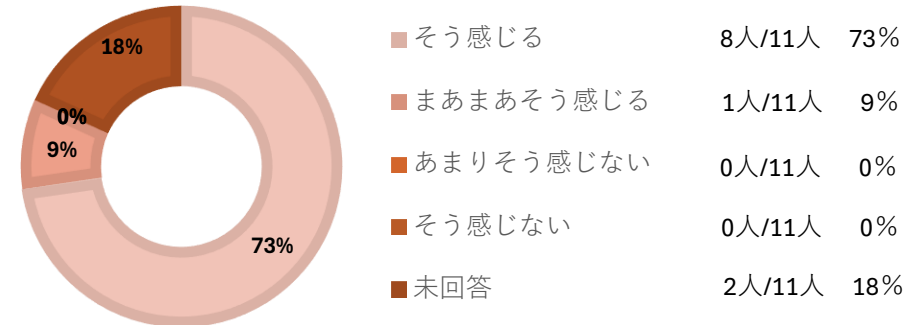 18%
0%
9%
73%
そう感じる 8人/11人 73%
まあまあそう感じる 1人/11人 9%
あまりそう感じない 0人/11人 0%
そう感じない 0人/11人 0%
未回答 2人/11人 18%